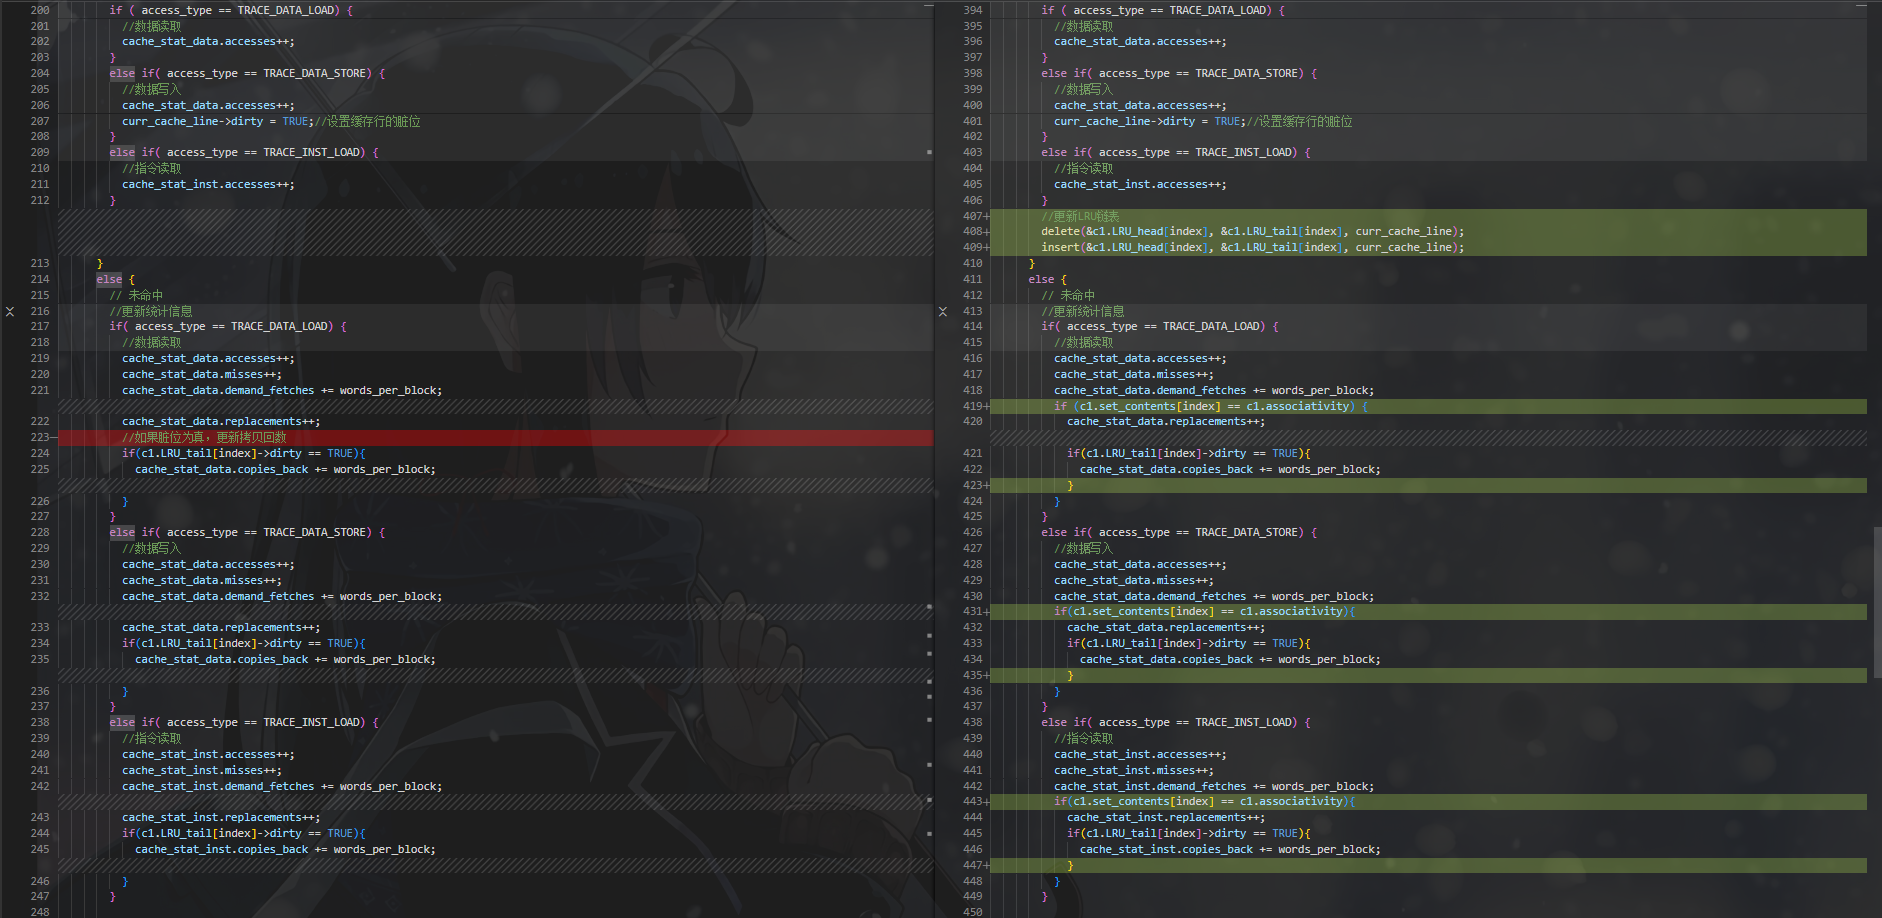 200 if ( access_type == TRACE_DATA_LOAD) {
201 //数据读取
202 cache_stat_data.accesses++;
203 }
204 else if( access_type == TRACE_DATA_STORE) {
205 //数据写入
206 cache_stat_data.accesses++;
207 curr_cache_line->dirty = TRUE;//设置缓存行的脏位
208 }
209 else if( access_type == TRACE_INST_LOAD) {
210 //指令读取
211 cache_stat_inst.accesses++;
212 }
213 }
214 else {
215 // 未命中
216 //更新统计信息
217 if( access_type == TRACE_DATA_LOAD) {
218 //数据读取
219 cache_stat_data.accesses++;
220 cache_stat_data.misses++;
221 cache_stat_data.demand_fetches += words_per_block;
222 cache_stat_data.replacements++;
223- //如果脏位为真，更新拷贝回数
224 if(c1.LRU_tail[index]->dirty == TRUE){
225 cache_stat_data.copies_back += words_per_block;
226 }
227 }
228 else if( access_type == TRACE_DATA_STORE) {
229 //数据写入
230 cache_stat_data.accesses++;
231 cache_stat_data.misses++;
232 cache_stat_data.demand_fetches += words_per_block;
233 cache_stat_data.replacements++;
234 if(c1.LRU_tail[index]->dirty == TRUE){
235 cache_stat_data.copies_back += words_per_block;
236 }
237 }
238 else if( access_type == TRACE_INST_LOAD) {
239 //指令读取
240 cache_stat_inst.accesses++;
241 cache_stat_inst.misses++;
242 cache_stat_inst.demand_fetches += words_per_block;
243 cache_stat_inst.replacements++;
244 if(c1.LRU_tail[index]->dirty == TRUE){
245 cache_stat_inst.copies_back += words_per_block;
246 }
247 }
248
394 if ( access_type == TRACE_DATA_LOAD) {
395 //数据读取
396 cache_stat_data.accesses++;
397 }
398 else if( access_type == TRACE_DATA_STORE) {
399 //数据写入
400 cache_stat_data.accesses++;
401 curr_cache_line->dirty = TRUE;//设置缓存行的脏位
402 }
403 else if( access_type == TRACE_INST_LOAD) {
404 //指令读取
405 cache_stat_inst.accesses++;
406 }
407+ //更新LRU链表
408+ delete(&c1.LRU_head[index], &c1.LRU_tail[index], curr_cache_line);
409+ insert(&c1.LRU_head[index], &c1.LRU_tail[index], curr_cache_line);
410 }
411 else {
412 // 未命中
413 //更新统计信息
414 if( access_type == TRACE_DATA_LOAD) {
415 //数据读取
416 cache_stat_data.accesses++;
417 cache_stat_data.misses++;
418 cache_stat_data.demand_fetches += words_per_block;
419+ if (c1.set_contents[index] == c1.associativity) {
420 cache_stat_data.replacements++;
421 if(c1.LRU_tail[index]->dirty == TRUE){
422 cache_stat_data.copies_back += words_per_block;
423+ }
424 }
425 }
426 else if( access_type == TRACE_DATA_STORE) {
427 //数据写入
428 cache_stat_data.accesses++;
429 cache_stat_data.misses++;
430 cache_stat_data.demand_fetches += words_per_block;
431+ if(c1.set_contents[index] == c1.associativity){
432 cache_stat_data.replacements++;
433 if(c1.LRU_tail[index]->dirty == TRUE){
434 cache_stat_data.copies_back += words_per_block;
435+ }
436 }
437 }
438 else if( access_type == TRACE_INST_LOAD) {
439 //指令读取
440 cache_stat_inst.accesses++;
441 cache_stat_inst.misses++;
442 cache_stat_inst.demand_fetches += words_per_block;
443+ if(c1.set_contents[index] == c1.associativity){
444 cache_stat_inst.replacements++;
445 if(c1.LRU_tail[index]->dirty == TRUE){
446 cache_stat_inst.copies_back += words_per_block;
447+ }
448 }
449 }
450